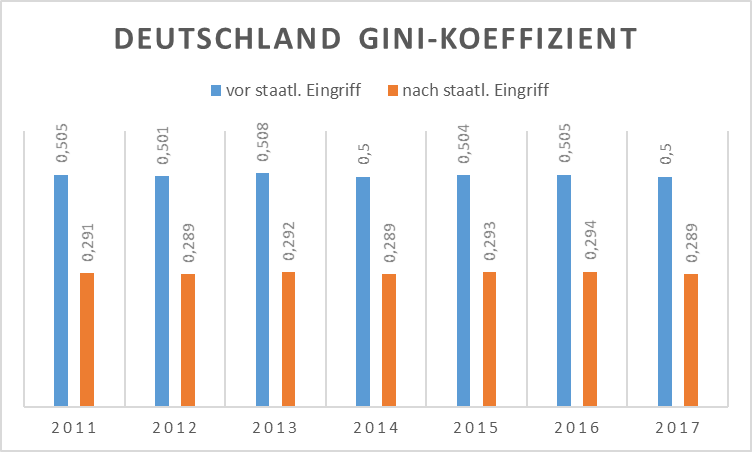 DEUTSCHLAND GINI-KOEFFIZIENT
vor staatl. Eingriff nach staatl. Eingriff
0,505 0,291 0,501 0,289 0,508 0,292 0,5 0,289 0,504 0,293 0,505 0,294 0,5 0,289
2011 2012 2013 2014 2015 2016 2017